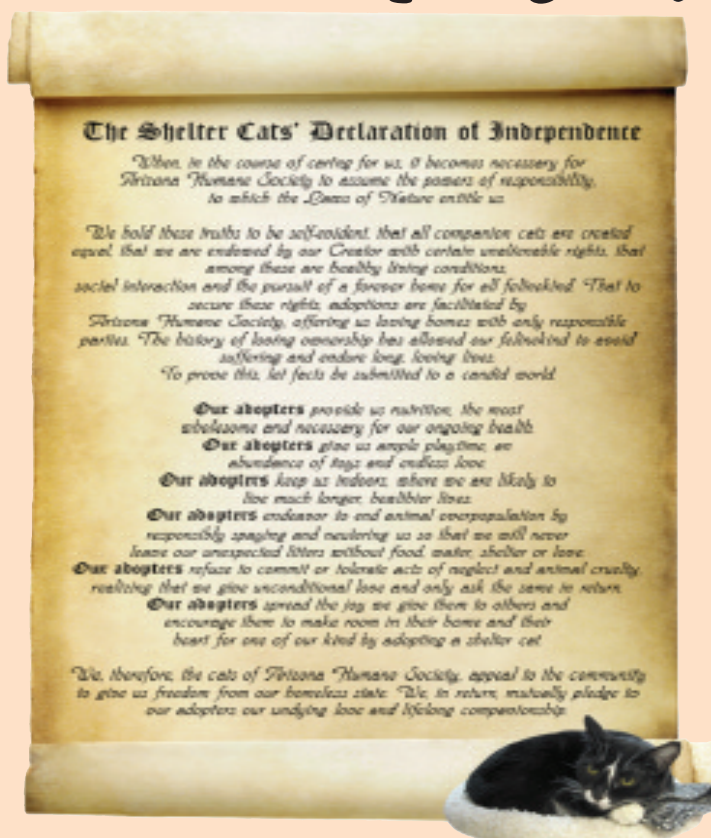 The Shelter Cats' Declaration of Independence
When, in the course of caring for us, it becomes necessary for
Arizona Humane Society to assume the powers of responsibility,
to which the Laws of Nature entitle us.
We hold these truths to be self-evident, that all companion cats are created
equal, that we are endowed by our Creator with certain unalienable rights, that
among these are healthy living conditions,
social interaction and the pursuit of a forever home for all felinekind. That to
secure these rights, adoptions are facilitated by
Arizona Humane Society, offering us loving homes with only responsible
parties. The history of loving ownership has allowed our felinekind to avoid
suffering and endure long, loving lives.
To prove this, let facts be submitted to a candid world.
Our adopters provide us nutrition, the most
wholesome and necessary for our ongoing health.
Our adopters give us ample playtime, an
abundance of toys and endless love.
Our adopters keep us indoors, where we are likely to
live much longer, healthier lives.
Our adopters endeavor to end animal overpopulation by
responsibly spaying and neutering us so that we will never
leave our unexpected litters without food, water, shelter or love.
Our adopters refuse to commit or tolerate acts of neglect and animal cruelty,
realizing that we give unconditional love and only ask the same in return.
Our adopters spread the joy we give them to others and
encourage them to make room in their home and their
heart for one of our kind by adopting a shelter cat.
We, therefore, the cats of Arizona Humane Society, appeal to the community
to give us freedom from our homeless state. We, in return, mutually pledge to
our adopters our undying love and lifelong companionship.